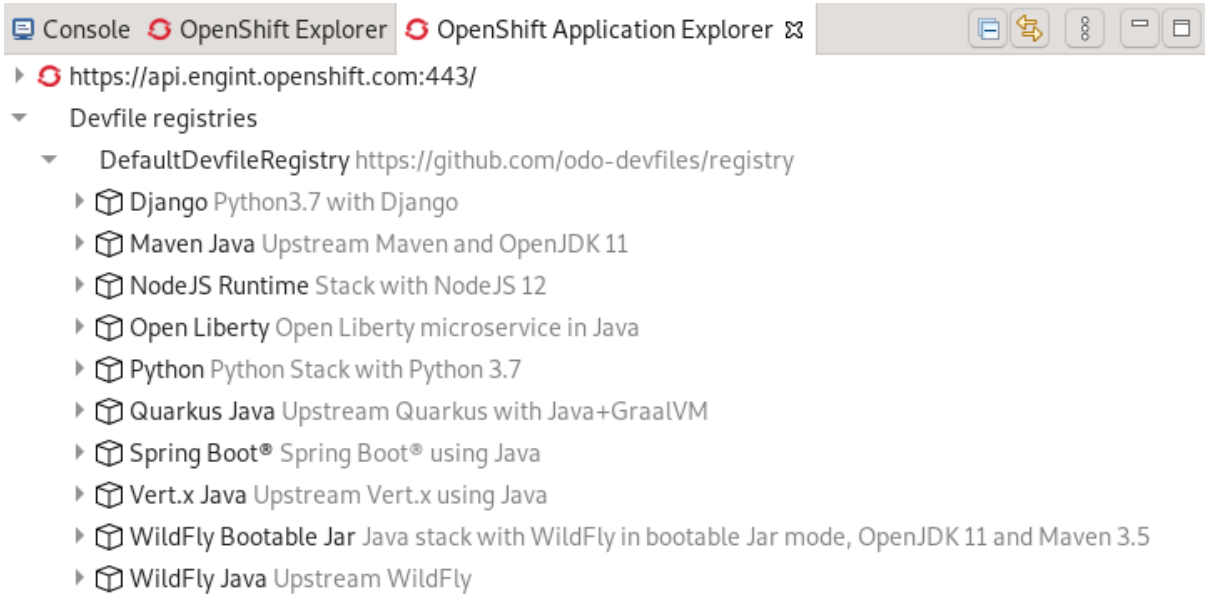 Console OpenShift Explorer OpenShift Application Explorer
https://api.engint.openshift.com:443/
Devfile registries
DefaultDevfileRegistry https://github.com/odo-devfiles/registry
Django Python3.7 with Django
Maven Java Upstream Maven and OpenJDK 11
NodeJS Runtime Stack with NodeJS 12
Open Liberty Open Liberty microservice in Java
Python Python Stack with Python 3.7
Quarkus Java Upstream Quarkus with Java+GraalVM
Spring Boot® Spring Boot® using Java
Vert.x Java Upstream Vert.x using Java
WildFly Bootable Jar Java stack with WildFly in bootable Jar mode, OpenJDK 11 and Maven 3.5
WildFly Java Upstream WildFly